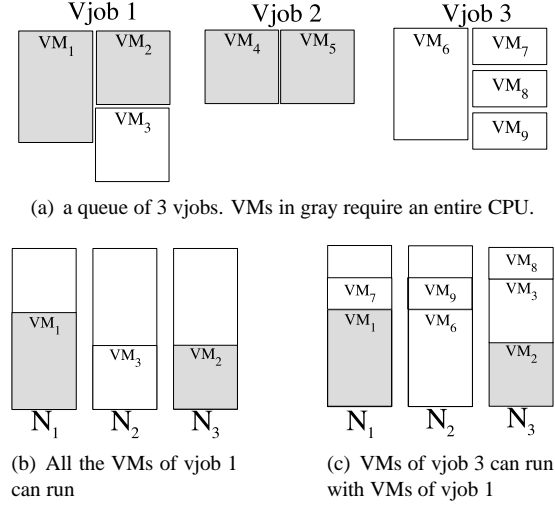 Vjob 1 Vjob 2 Vjob 3
VM1 VM2 VM4 VM5 VM6 VM7
VM8
VM3
VM9
(a) a queue of 3 vjobs. VMs in gray require an entire CPU.
VM8
VM7 VM9 VM3
VM1 VM1 VM6
VM3 VM2 VM2
N1 N2 N3 N1 N2 N3
(b) All the VMs of vjob 1
can run
(c) VMs of vjob 3 can run
with VMs of vjob 1